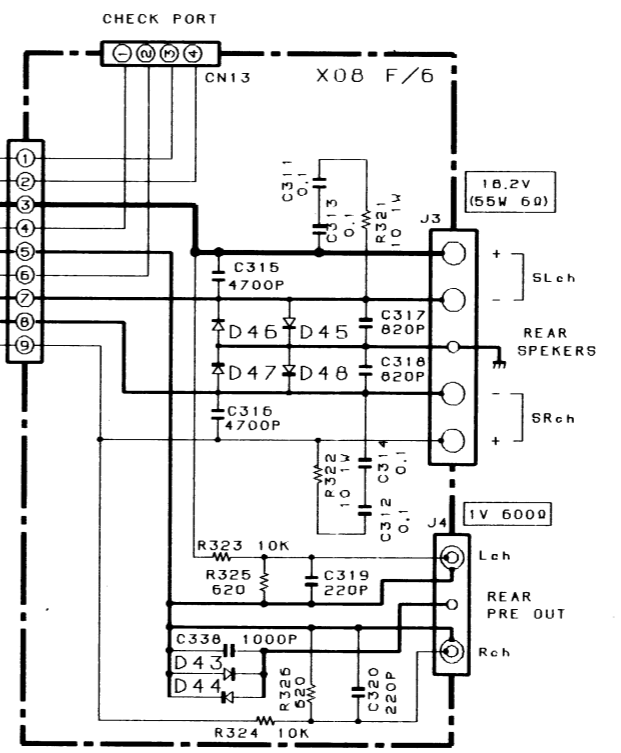 CHECK PORT
1 2 3 4
CN13
X08 F/6
1
2
3
4
5
6
7
8
9
C311
0.1
C313
0.1
R321
10 1W
18.2V
(55W 6Ω)
J3
+
SLch
-
C315
4700P
D46
D45
C317
820P
REAR
SPEKERS
D47
D48
C318
820P
-
SRch
+
C316
4700P
R322
10 1W
C314
0.1
C312
0.1
1V 600Ω
J4
Lch
R323 10K
R325
620
C319
220P
REAR
PRE OUT
C338 1000P
D43
D44
Rch
R326
620
C320
220P
R324 10K